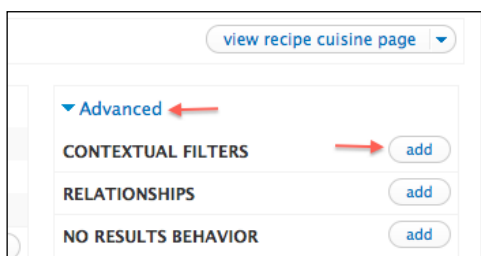 view recipe cuisine page
Advanced
CONTEXTUAL FILTERS add
RELATIONSHIPS add
NO RESULTS BEHAVIOR add